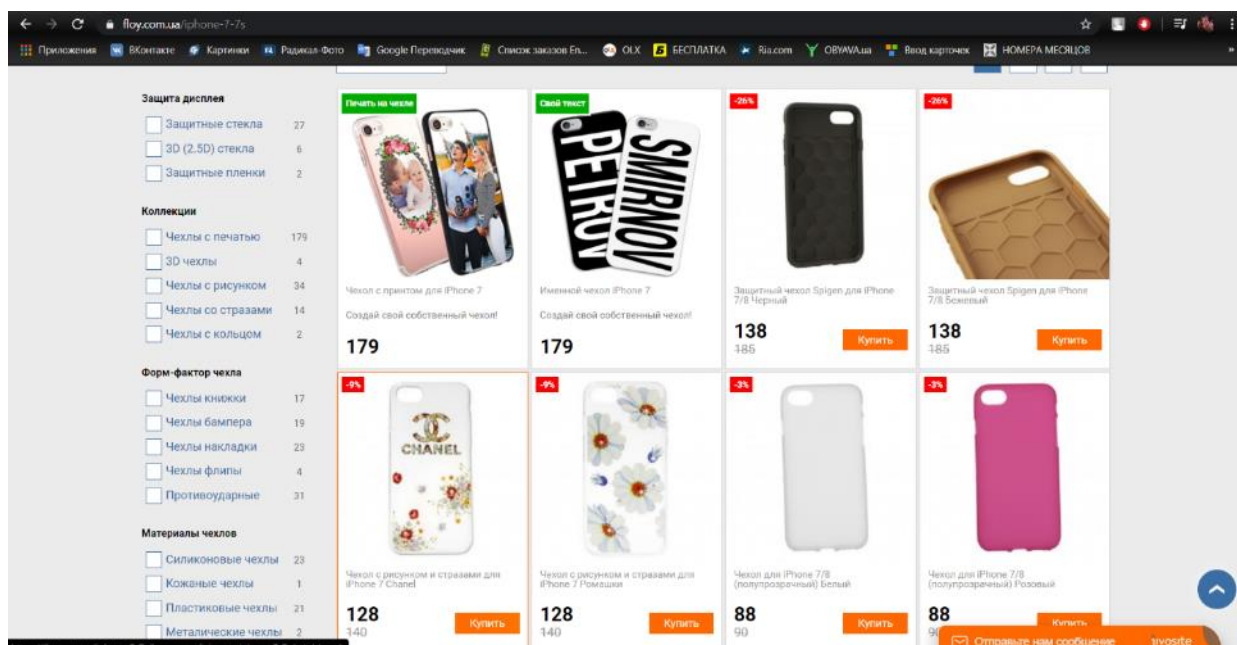 floy.com.ua/iphone-7-7s
Приложения ВКонтакте Картинки Радикал-Фото Google Переводчик Список заказов En... OLX БЕСПЛАТКА Ria.com OBYAVA.ua Ввод карточек НОМЕРА МЕСЯЦОВ »
Защита дисплея
Защитные стекла 27
3D (2.5D) стекла 6
Защитные пленки 2
Коллекции
Чехлы с печатью 179
3D чехлы 4
Чехлы с рисунком 34
Чехлы со стразами 14
Чехлы с кольцом 2
Форм-фактор чехла
Чехлы книжки 17
Чехлы бампера 19
Чехлы накладки 23
Чехлы флипы 4
Противоударные 31
Материалы чехлов
Силиконовые чехлы 23
Кожаные чехлы 1
Пластиковые чехлы 21
Металические чехлы 2
Печать на чехле
Чехол с принтом для iPhone 7
Создай свой собственный чехол!
179
Свой текст
PETROV
SMIRNOV
Именной чехол iPhone 7
Создай свой собственный чехол!
179
-26%
Защитный чехол Spigen для iPhone
7/8 Черный
138
185
Купить
-26%
Защитный чехол Spigen для iPhone
7/8 Бежевый
138
185
Купить
-9%
CHANEL
Чехол с рисунком и стразами для
iPhone 7 Chanel
128
140
Купить
-9%
Чехол с рисунком и стразами для
iPhone 7 Ромашки
128
140
Купить
-3%
Чехол для iPhone 7/8
(полупрозрачный) Белый
88
90
Купить
-3%
Чехол для iPhone 7/8
(полупрозрачный) Розовый
88
Купить
Отправьте нам сообщение